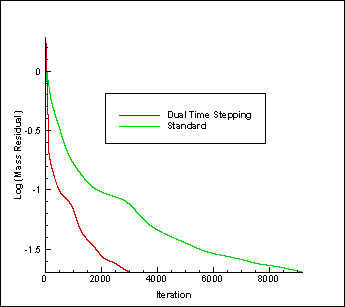 0
Dual Time Stepping
Standard
-0.5
Log (Mass Residual)
-1
-1.5
0
2000
4000
6000
8000
Iteration